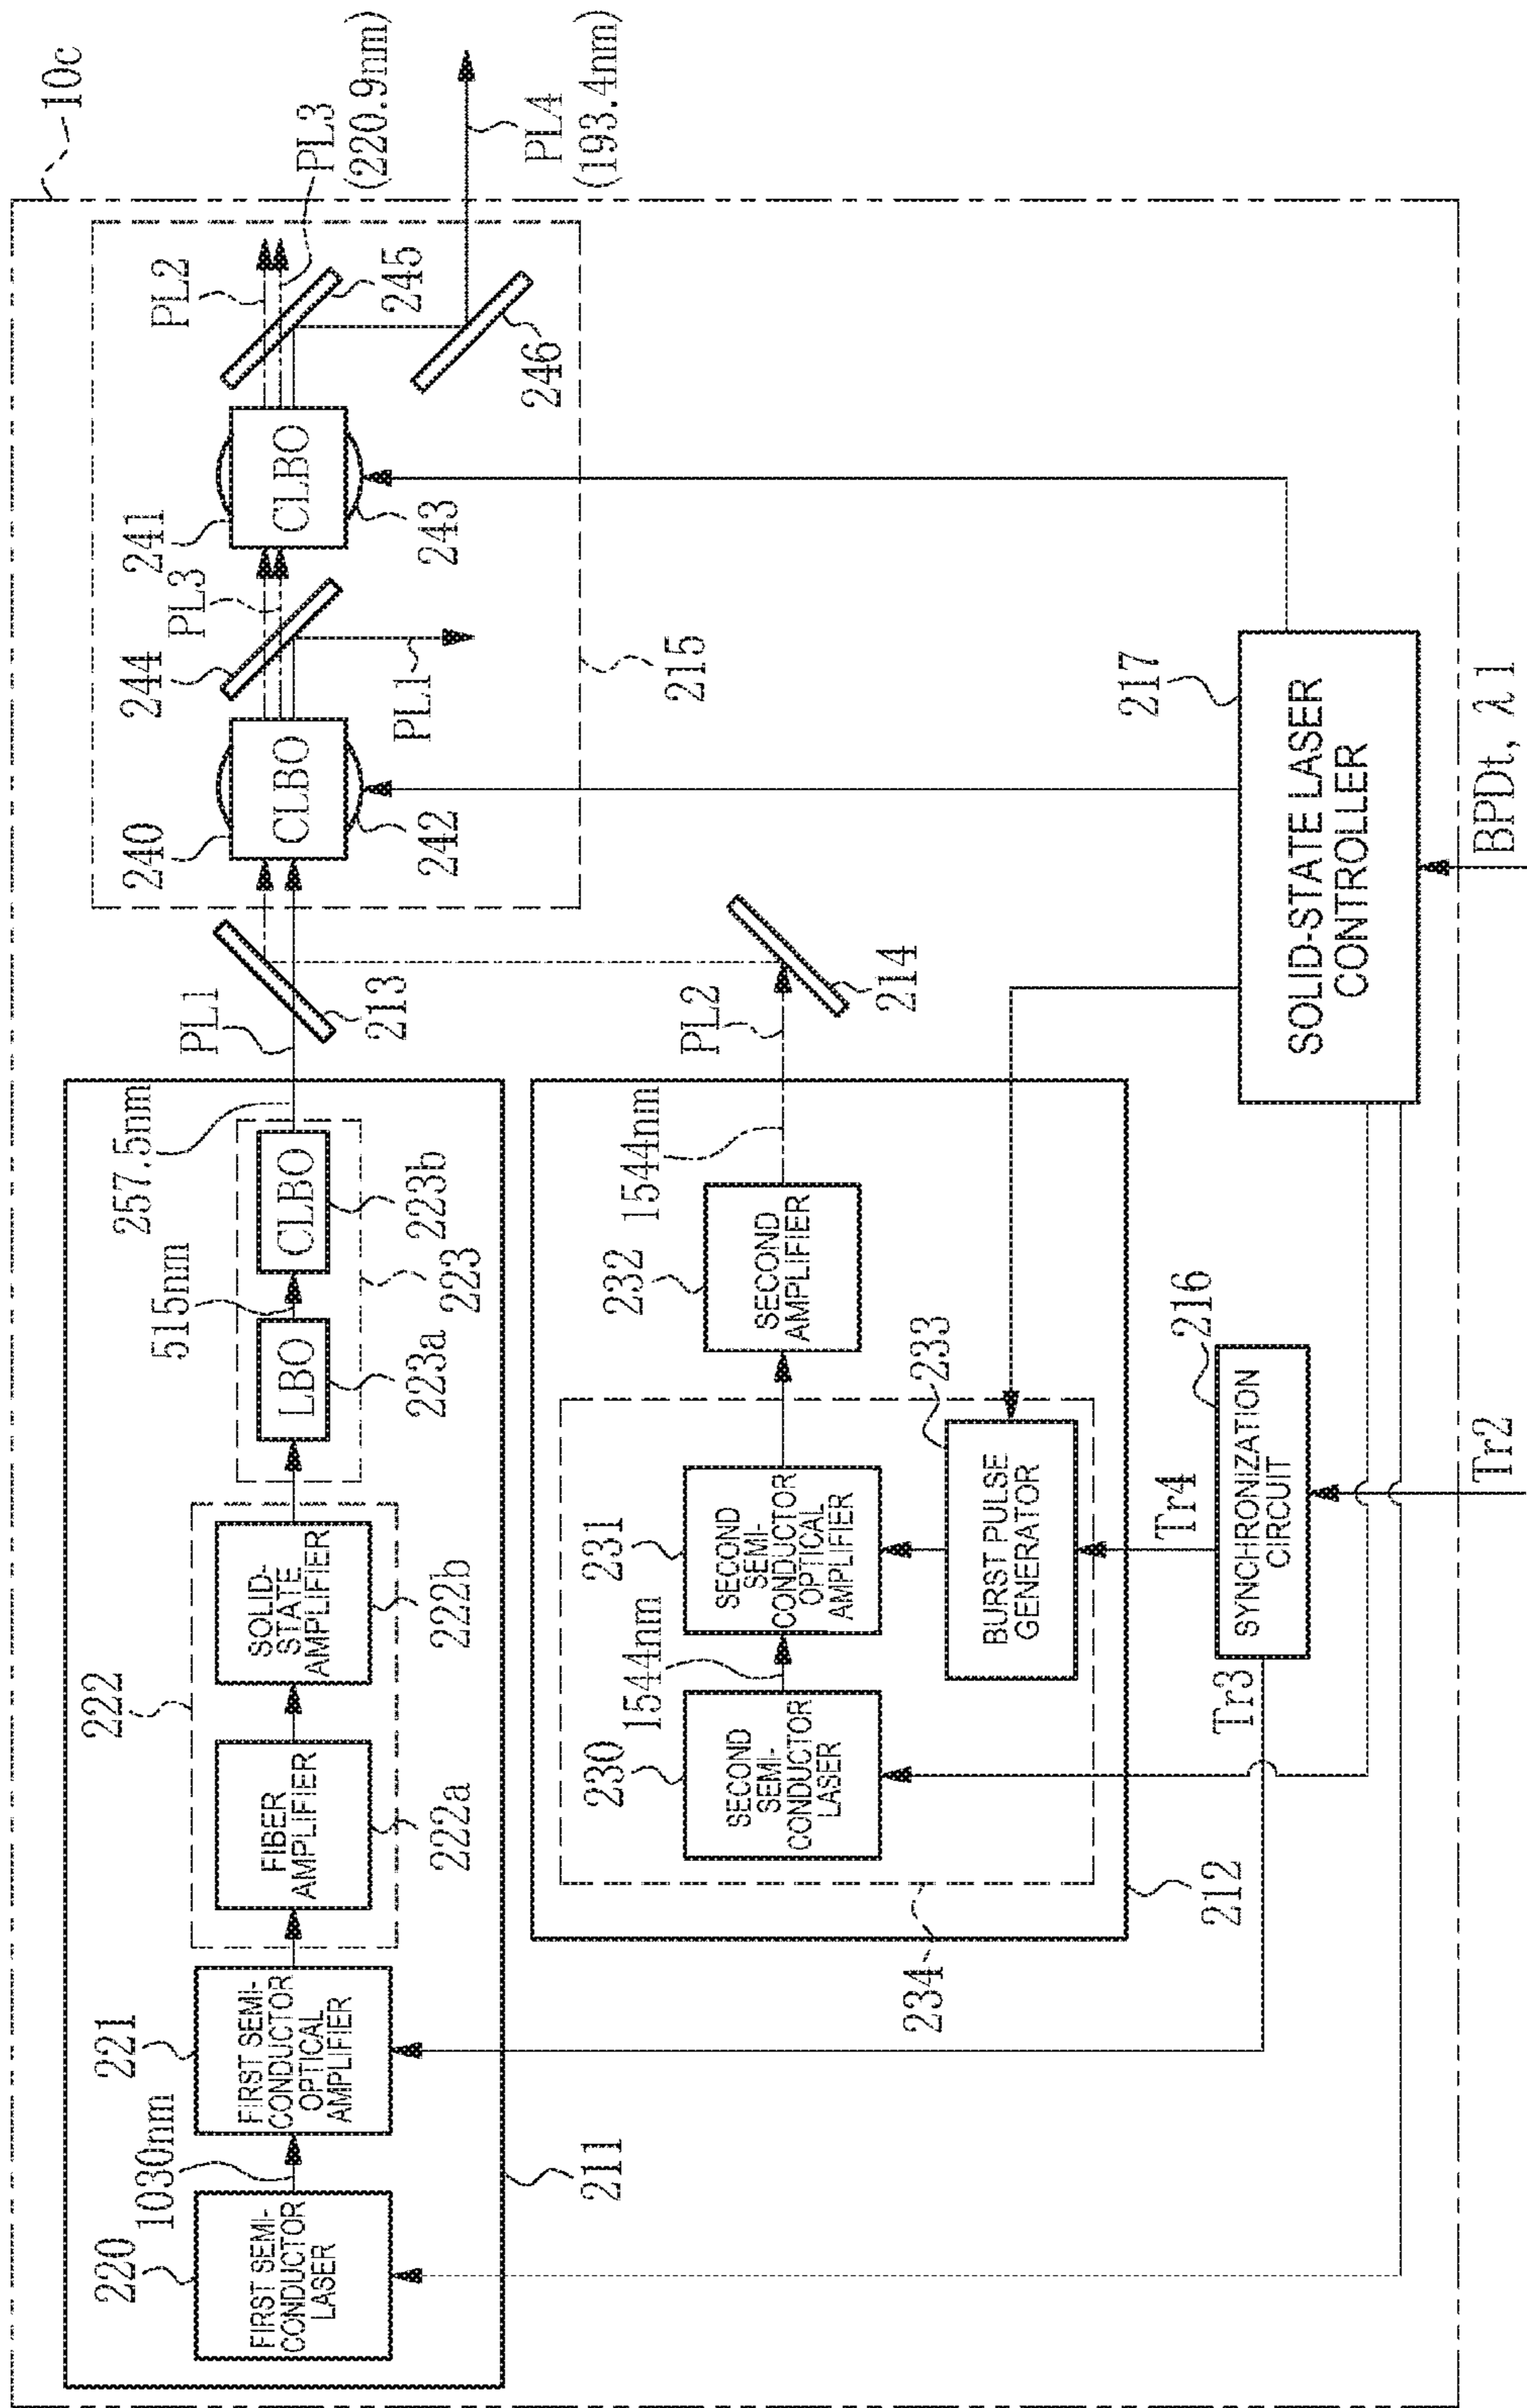 10c
220
1030nm
221
222
515nm
257.5nm
PL1
240
244
PL3
241
PL2
PL3
(220.9nm)
FIRST SEMI-
CONDUCTOR
LASER
FIRST SEMI-
CONDUCTOR
OPTICAL
AMPLIFIER
FIBER
AMPLIFIER
SOLID-
STATE
AMPLIFIER
LBO
CLBO
CLBO
CLBO
222a
222b
223a
223
223b
213
242
PL1
243
245
PL4
(193.4nm)
211
246
215
230
1544nm
231
232
1544nm
PL2
SECOND
SEMI-
CONDUCTOR
LASER
SECOND
SEMI-
CONDUCTOR
OPTICAL
AMPLIFIER
SECOND
AMPLIFIER
214
233
BURST PULSE
GENERATOR
234
212
Tr4
217
Tr3
216
SYNCHRONIZATION
CIRCUIT
SOLID-STATE LASER
CONTROLLER
Tr2
BPDt, λ1